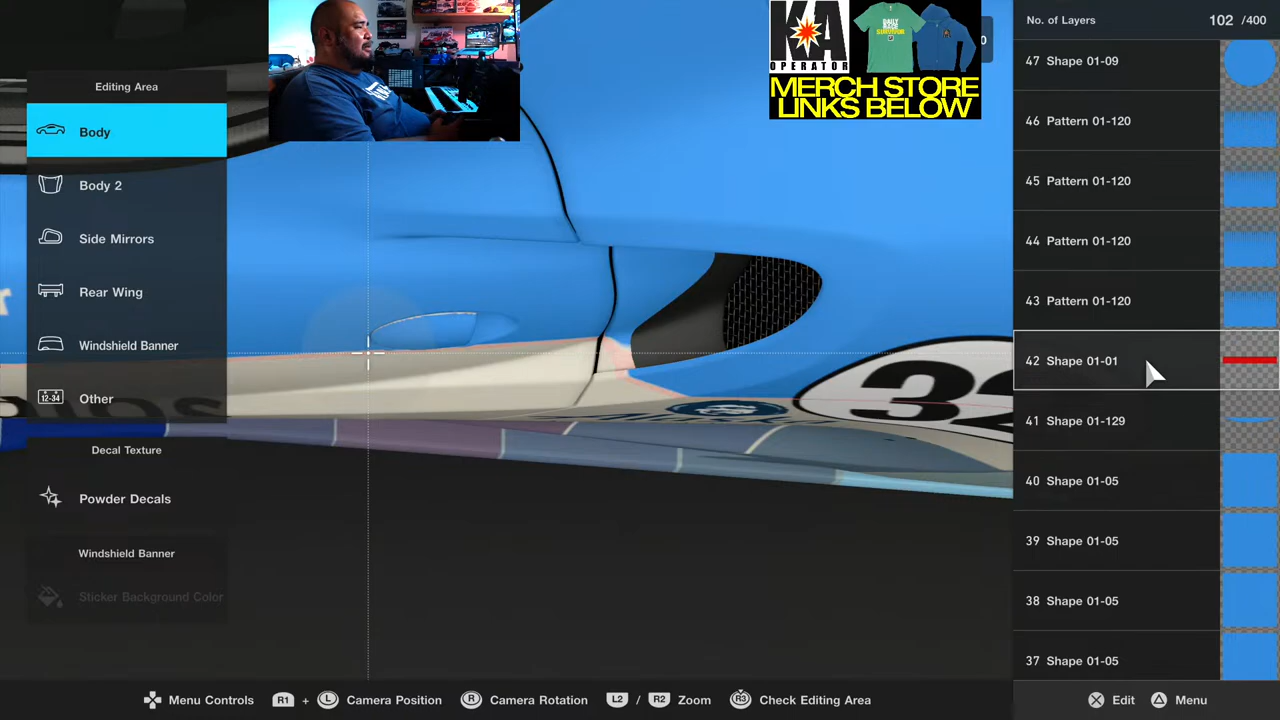 Editing Area
Body
Body 2
Side Mirrors
Rear Wing
Windshield Banner
Other
Decal Texture
Powder Decals
Windshield Banner
Sticker Background Color
KA
OPERATOR
MERCH STORE
LINKS BELOW
32
No. of Layers 102 /400
47 Shape 01-09
46 Pattern 01-120
45 Pattern 01-120
44 Pattern 01-120
43 Pattern 01-120
42 Shape 01-01
41 Shape 01-129
40 Shape 01-05
39 Shape 01-05
38 Shape 01-05
37 Shape 01-05
Menu Controls R1 + L Camera Position R Camera Rotation L2 / R2 Zoom R3 Check Editing Area
Edit Menu